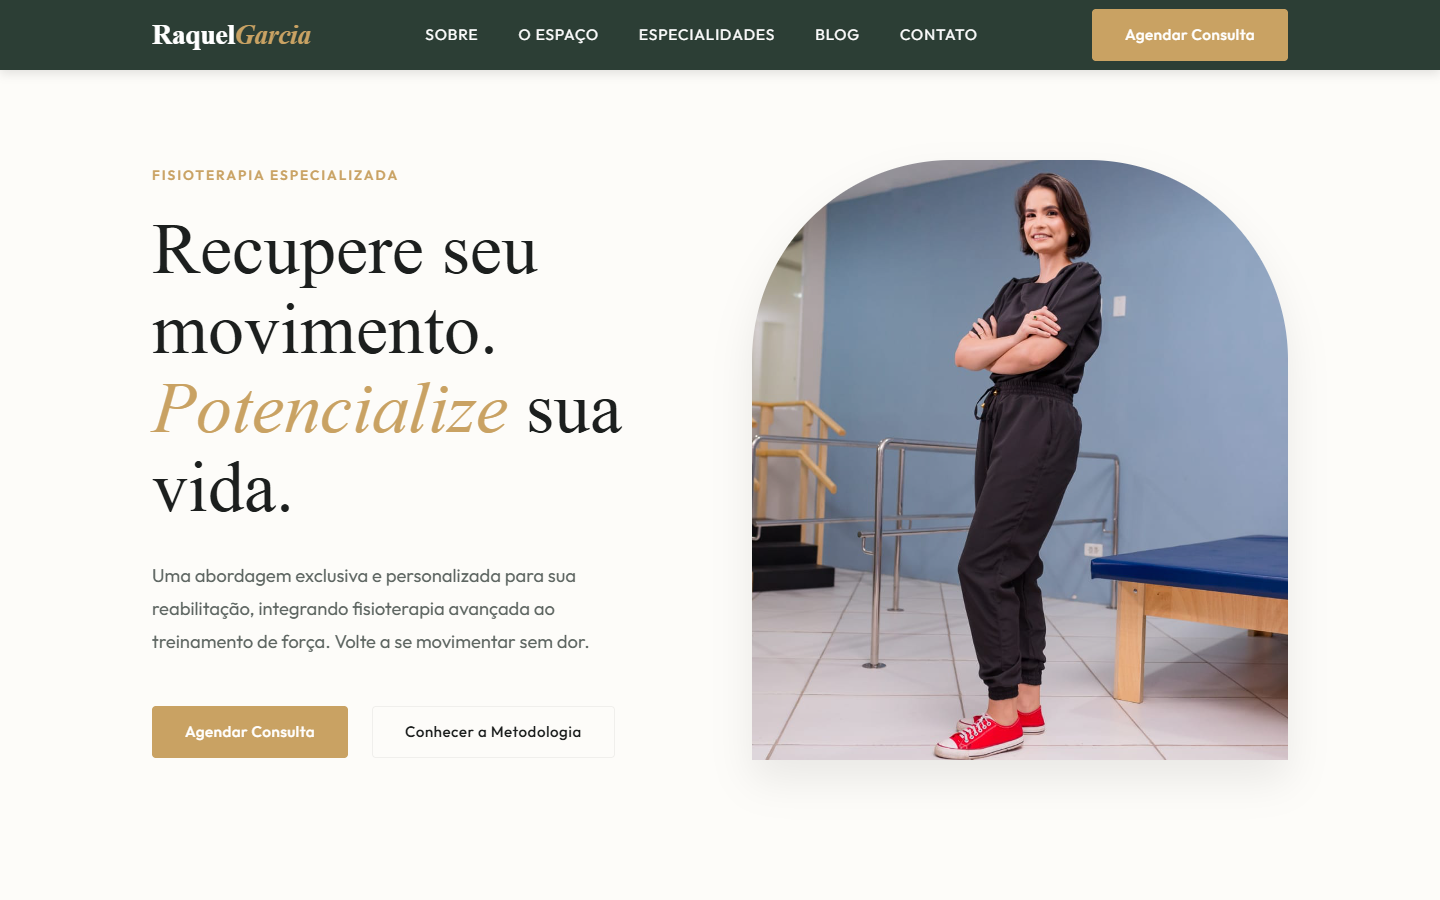 RaquelGarcia
SOBRE
O ESPAÇO
ESPECIALIDADES
BLOG
CONTATO
Agendar Consulta
FISIOTERAPIA ESPECIALIZADA
Recupere seu
movimento.
Potencialize sua
vida.
Uma abordagem exclusiva e personalizada para sua
reabilitação, integrando fisioterapia avançada ao
treinamento de força. Volte a se movimentar sem dor.
Agendar Consulta
Conhecer a Metodologia